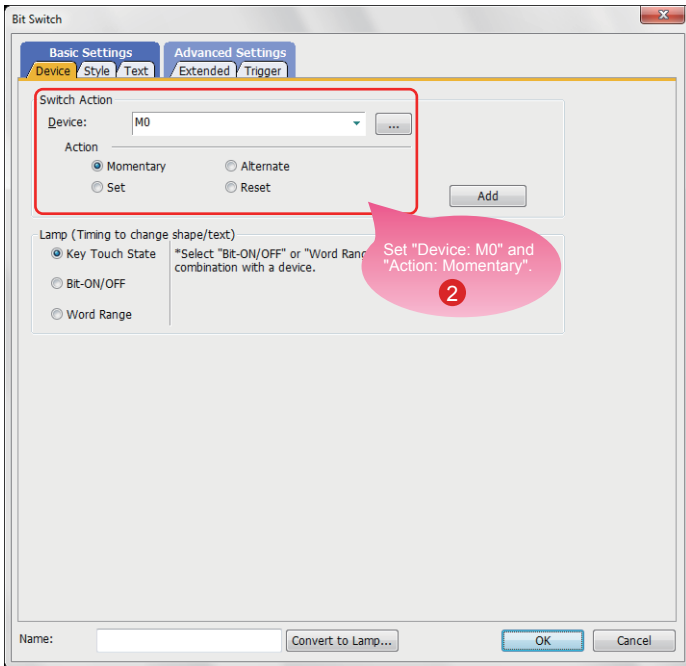 Bit Switch
x
Basic Settings Advanced Settings
Device Style Text Extended Trigger
Switch Action
Device: M0 ...
Action
Momentary Alternate
Set Reset
Add
Lamp (Timing to change shape/text)
Key Touch State *Select "Bit-ON/OFF" or "Word
combination with a device.
Bit-ON/OFF
Word Range
Set "Device: M0" and
"Action: Momentary".
2
Name: Convert to Lamp... OK Cancel